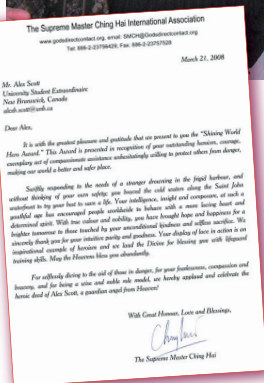 The Supreme Master Ching Hai International Association
www.godsdirectcontact.org, email: SMCH@Godsdirectcontact.org
Tel: 886-2-23756429; Fax: 886-2-23757528
March 21, 2008
Mr. Alex Scott
University Student Extraordinaire
New Brunswick, Canada
alexb.scott@unb.ca
Dear Alex,
It is with the greatest pleasure and gratitude that we present to you the “Shining World
Hero Award.” This Award is presented in recognition of your outstanding heroism, courage,
exemplary act of compassionate assistance unhesitatingly willing to protect others from danger,
making our world a better and safer place.
Swiftly responding to the needs of a stranger drowning in the frigid harbour, and
without thinking of your own safety; you braved the cold waters along the Saint John
waterfront to try your best to save a life. Your intelligence, insight and composure, at such a
youthful age has encouraged people worldwide to behave with a more loving heart and
determined spirit. With true valour and nobility, you have brought hope and happiness for a
brighter tomorrow to those touched by your unconditional kindness and selfless sacrifice. We
sincerely thank you for your intuitive purity and goodness. Your display of love in action is an
inspirational example of heroism and we laud the Divine for blessing you with lifeguard
training skills. May the Heavens bless you abundantly.
For selflessly diving to the aid of those in danger, for your fearlessness, compassion and
bravery, and for being a wise and noble role model, we hereby applaud and celebrate the
heroic deed of Alex Scott, a guardian angel from Heaven!
With Great Honour, Love and Blessings,
The Supreme Master Ching Hai